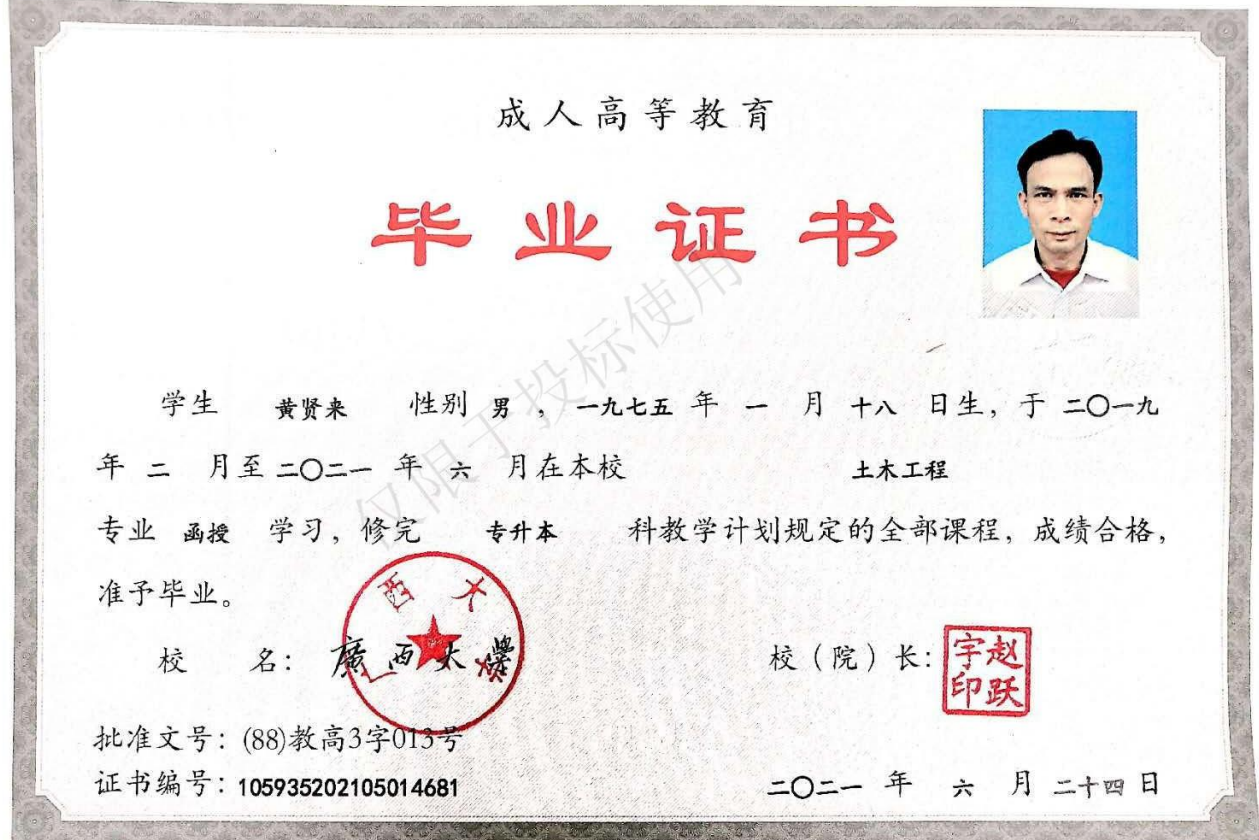 成人高等教育
毕业证书
学生 黄贤来 性别 男，一九七五 年 一 月 十八 日生，于 二〇一九
年 二 月至 二〇二一 年 六 月在本校 土木工程
专业 函授 学习，修完 专升本 科教学计划规定的全部课程，成绩合格，
准予毕业。
校 名：廣西大學
广西大学
校（院）长：
赵跃宇印
批准文号：(88)教高3字013号
证书编号：105935202105014681
二〇二一 年 六 月 二十四 日
仅限于投标使用